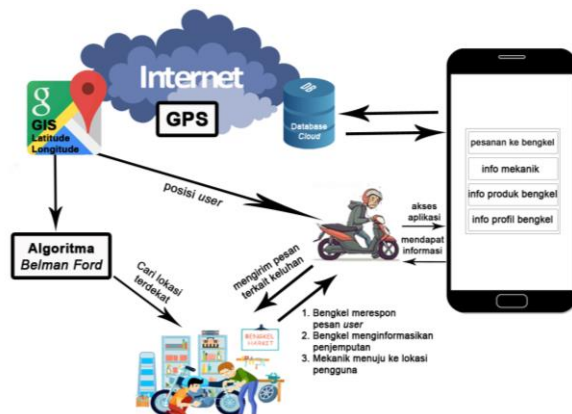 Internet
GPS
g
GIS
Latitude
Longitude
Database
Cloud
pesanan ke bengkel
info mekanik
info produk bengkel
info profil bengkel
posisi user
akses
aplikasi
mendapat
informasi
Algoritma
Belman Ford
Cari lokasi
terdekat
mengirim pesan
terkait keluhan
BENGKEL
MARKET
1. Bengkel merespon
pesan user
2. Bengkel menginformasikan
penjemputan
3. Mekanik menuju ke lokasi
pengguna